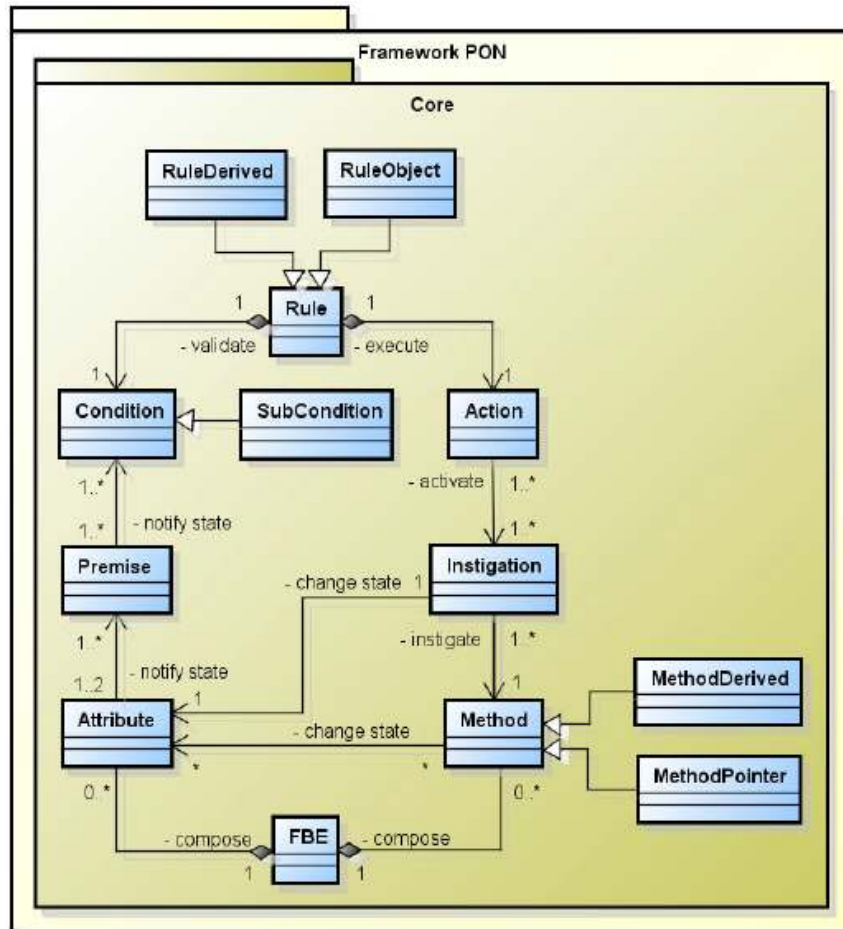 Framework PON
Core
RuleDerived
RuleObject
1
Rule
1
- validate
- execute
1
1
Condition
SubCondition
Action
1..*
- activate
1..*
1..*
- notify state
1..*
Premise
- change state
1
Instigation
1..*
- instigate
1..*
- notify state
1..2
1
1
MethodDerived
Attribute
- change state
Method
*
*
MethodPointer
0..*
0..*
- compose
FBE
- compose
1
1